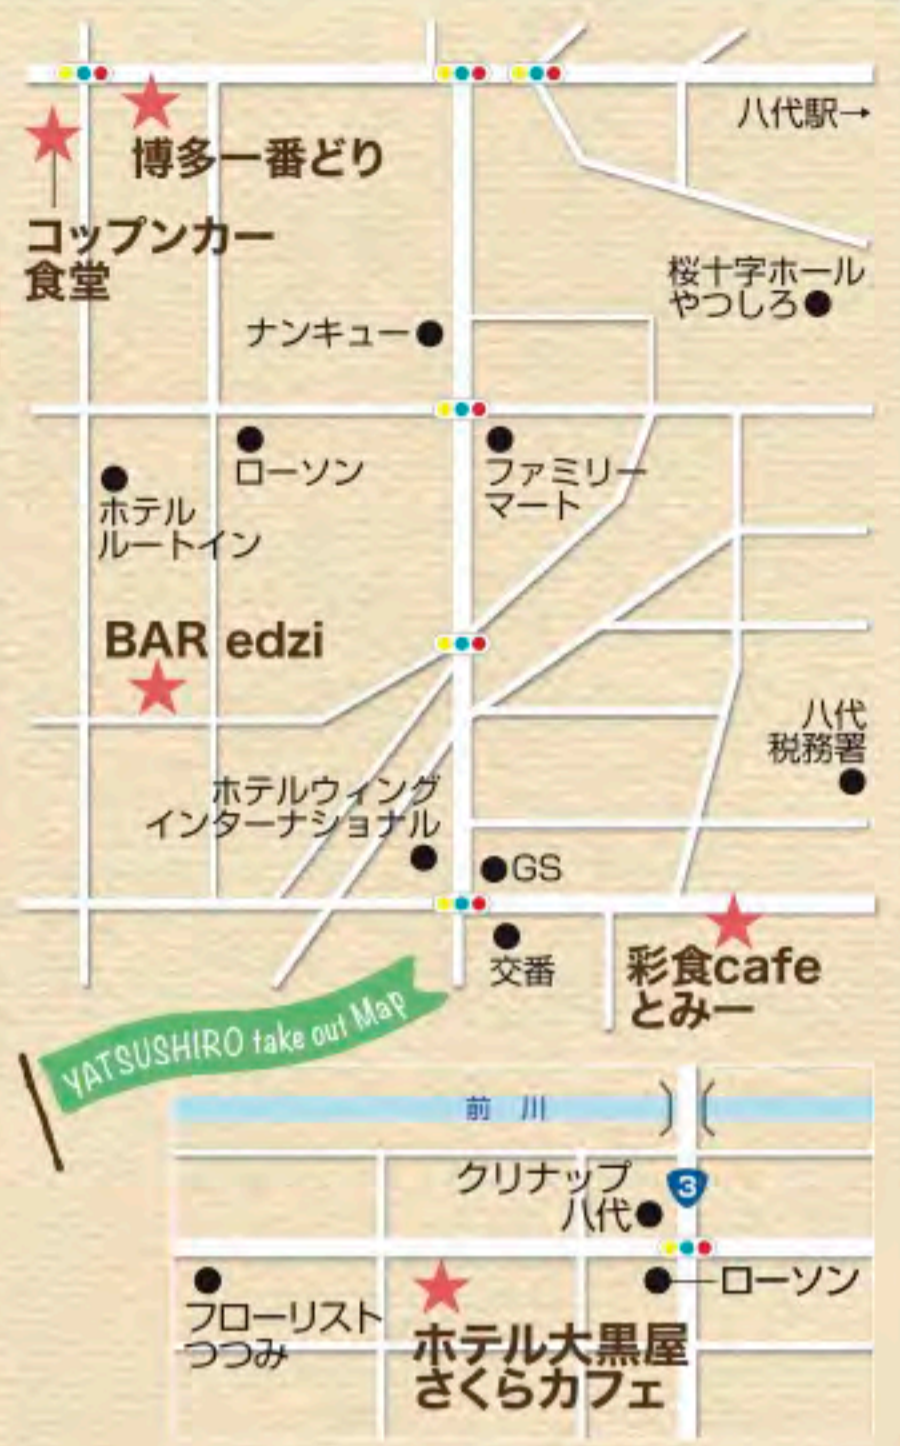 八代駅→
博多一番どり
コップンカー
食堂
桜十字ホール
やつしろ
ナンキュー
ローソン
ファミリー
マート
ホテル
ルートイン
BAR edzi
八代
税務署
ホテルウィング
インターナショナル
GS
交番
彩食cafe
とみー
YATSUSHIRO take out Map
前 川
クリナップ
八代
3
ローソン
フローリスト
つつみ
ホテル大黒屋
さくらカフェ